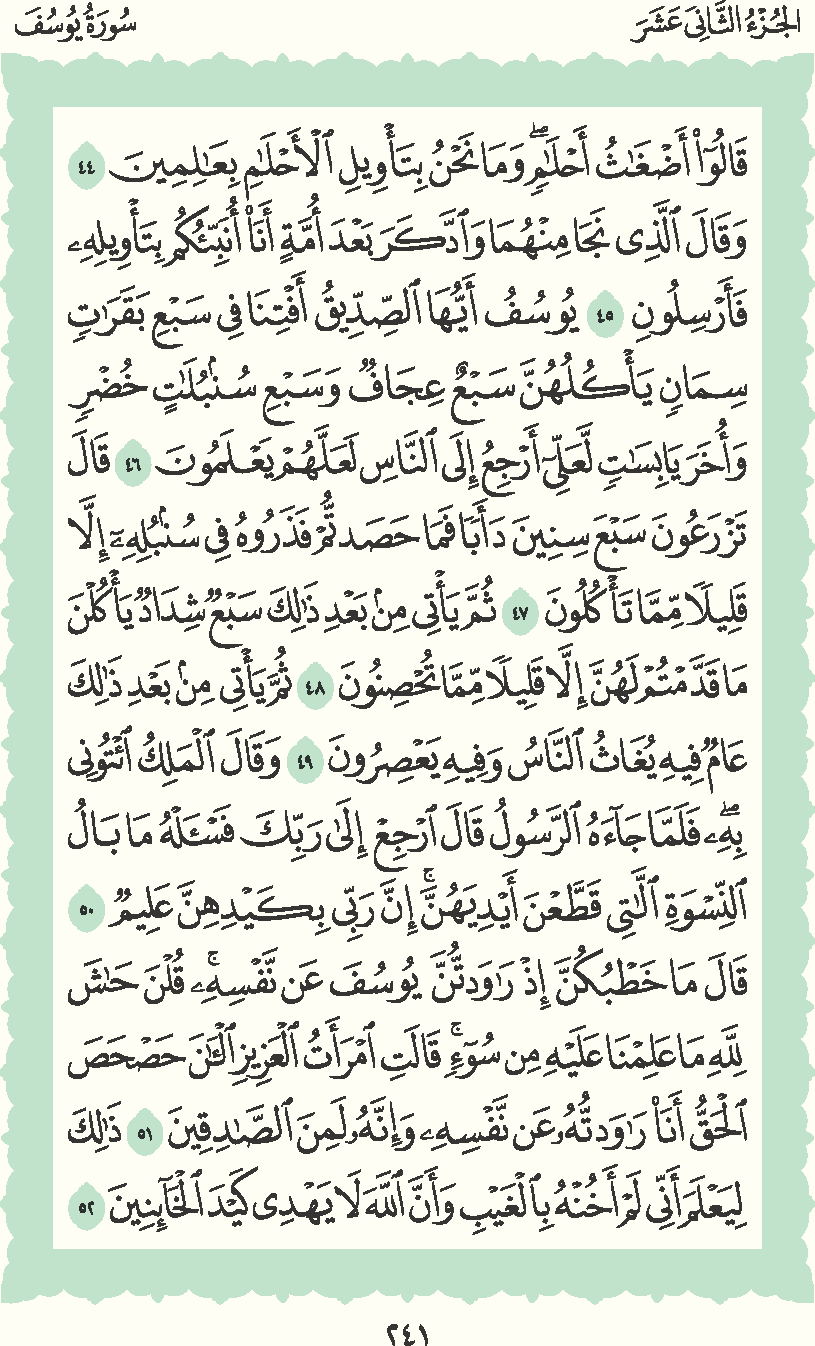 الجُزْءُ الثَّانِيَ عَشَرَ
سُورَةُ يُوسُفَ
قَالُوٓاْ أَضۡغَٰثُ أَحۡلَٰمٖۖ وَمَا نَحۡنُ بِتَأۡوِيلِ ٱلۡأَحۡلَٰمِ بِعَٰلِمِينَ ٤٤
وَقَالَ ٱلَّذِي نَجَا مِنۡهُمَا وَٱدَّكَرَ بَعۡدَ أُمَّةٍ أَنَا۠ أُنَبِّئُكُم بِتَأۡوِيلِهِۦ
فَأَرۡسِلُونِ ٤٥ يُوسُفُ أَيُّهَا ٱلصِّدِّيقُ أَفۡتِنَا فِي سَبۡعِ بَقَرَٰتٖ
سِمَانٖ يَأۡكُلُهُنَّ سَبۡعٌ عِجَافٞ وَسَبۡعِ سُنۢبُلَٰتٍ خُضۡرٖ
وَأُخَرَ يَابِسَٰتٖ لَّعَلِّيٓ أَرۡجِعُ إِلَى ٱلنَّاسِ لَعَلَّهُمۡ يَعۡلَمُونَ ٤٦ قَالَ
تَزۡرَعُونَ سَبۡعَ سِنِينَ دَأَبٗا فَمَا حَصَدتُّمۡ فَذَرُوهُ فِي سُنۢبُلِهِۦٓ إِلَّا
قَلِيلٗا مِّمَّا تَأۡكُلُونَ ٤٧ ثُمَّ يَأۡتِي مِنۢ بَعۡدِ ذَٰلِكَ سَبۡعٞ شِدَادٞ يَأۡكُلۡنَ
مَا قَدَّمۡتُمۡ لَهُنَّ إِلَّا قَلِيلٗا مِّمَّا تُحۡصِنُونَ ٤٨ ثُمَّ يَأۡتِي مِنۢ بَعۡدِ ذَٰلِكَ
عَامٞ فِيهِ يُغَاثُ ٱلنَّاسُ وَفِيهِ يَعۡصِرُونَ ٤٩ وَقَالَ ٱلۡمَلِكُ ٱئۡتُونِي
بِهِۦۖ فَلَمَّا جَآءَهُ ٱلرَّسُولُ قَالَ ٱرۡجِعۡ إِلَىٰ رَبِّكَ فَسۡـَٔلۡهُ مَا بَالُ
ٱلنِّسۡوَةِ ٱلَّٰتِي قَطَّعۡنَ أَيۡدِيَهُنَّۚ إِنَّ رَبِّي بِكَيۡدِهِنَّ عَلِيمٞ ٥٠
قَالَ مَا خَطۡبُكُنَّ إِذۡ رَٰوَدتُّنَّ يُوسُفَ عَن نَّفۡسِهِۦۚ قُلۡنَ حَٰشَ
لِلَّهِ مَا عَلِمۡنَا عَلَيۡهِ مِن سُوٓءٖۚ قَالَتِ ٱمۡرَأَتُ ٱلۡعَزِيزِ ٱلۡـَٰٔنَ حَصۡحَصَ
ٱلۡحَقُّ أَنَا۠ رَٰوَدتُّهُۥ عَن نَّفۡسِهِۦ وَإِنَّهُۥ لَمِنَ ٱلصَّٰدِقِينَ ٥١ ذَٰلِكَ
لِيَعۡلَمَ أَنِّي لَمۡ أَخُنۡهُ بِٱلۡغَيۡبِ وَأَنَّ ٱللَّهَ لَا يَهۡدِي كَيۡدَ ٱلۡخَآئِنِينَ ٥٢
٢٤١